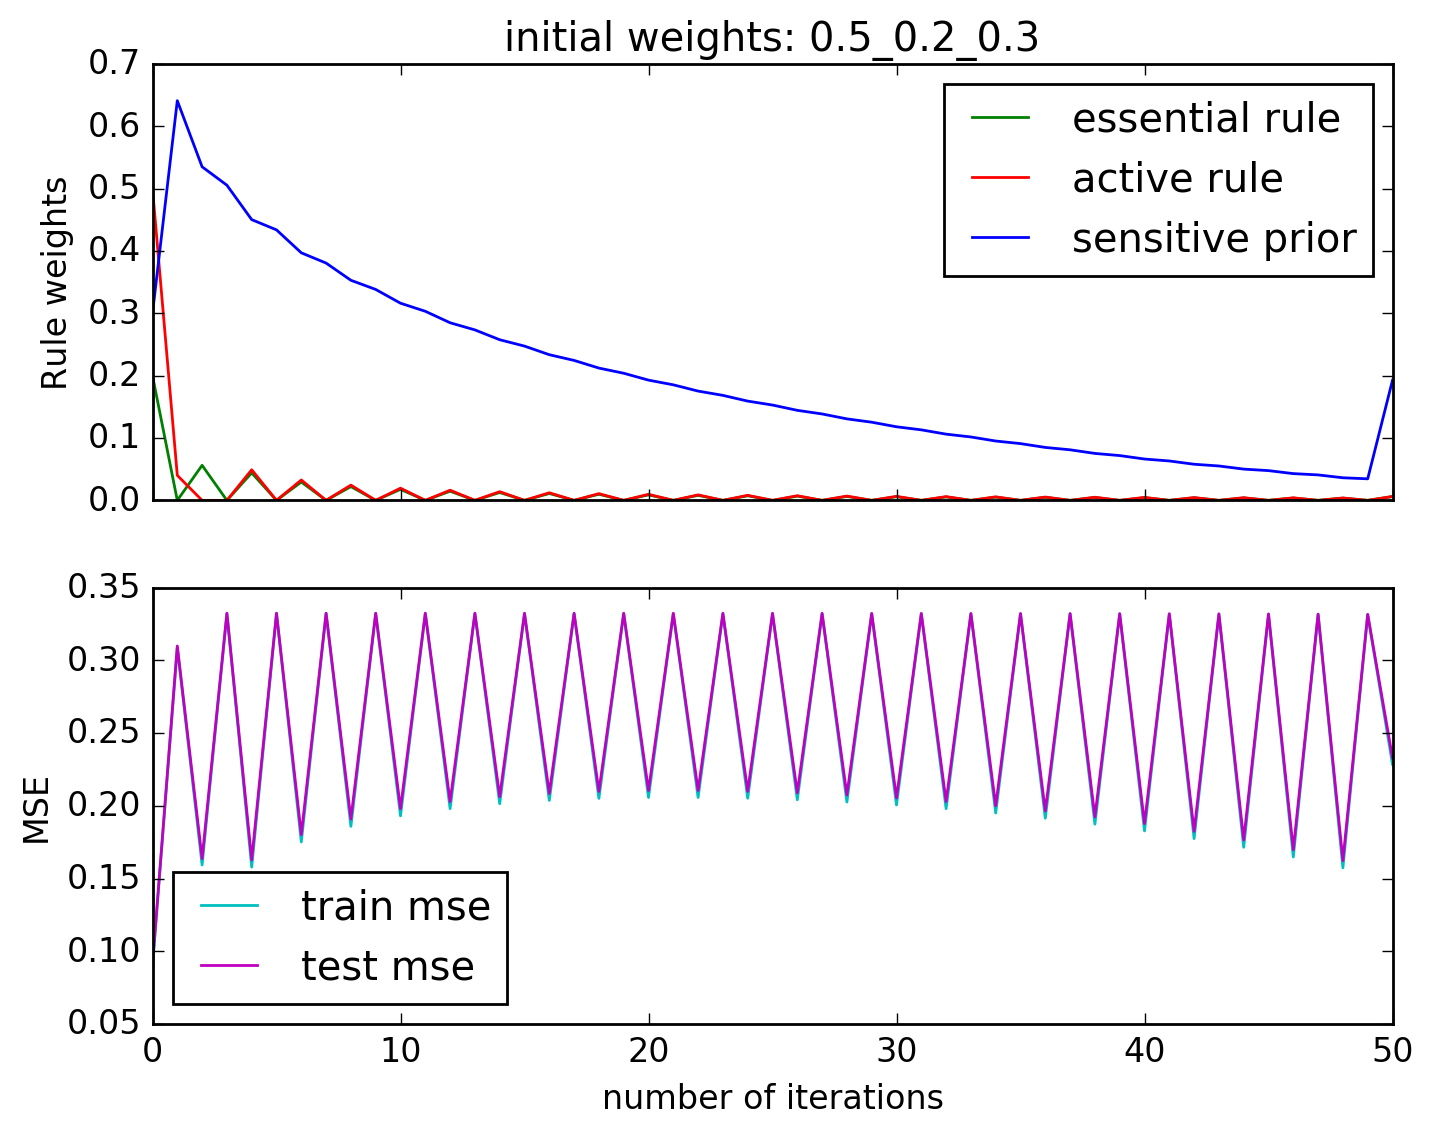 initial weights: 0.5_0.2_0.3
0.7
0.6
0.5
0.4
0.3
0.2
0.1
0.0
Rule weights
essential rule
active rule
sensitive prior
0.35
0.30
0.25
0.20
0.15
0.10
0.05
MSE
train mse
test mse
0 10 20 30 40 50
number of iterations